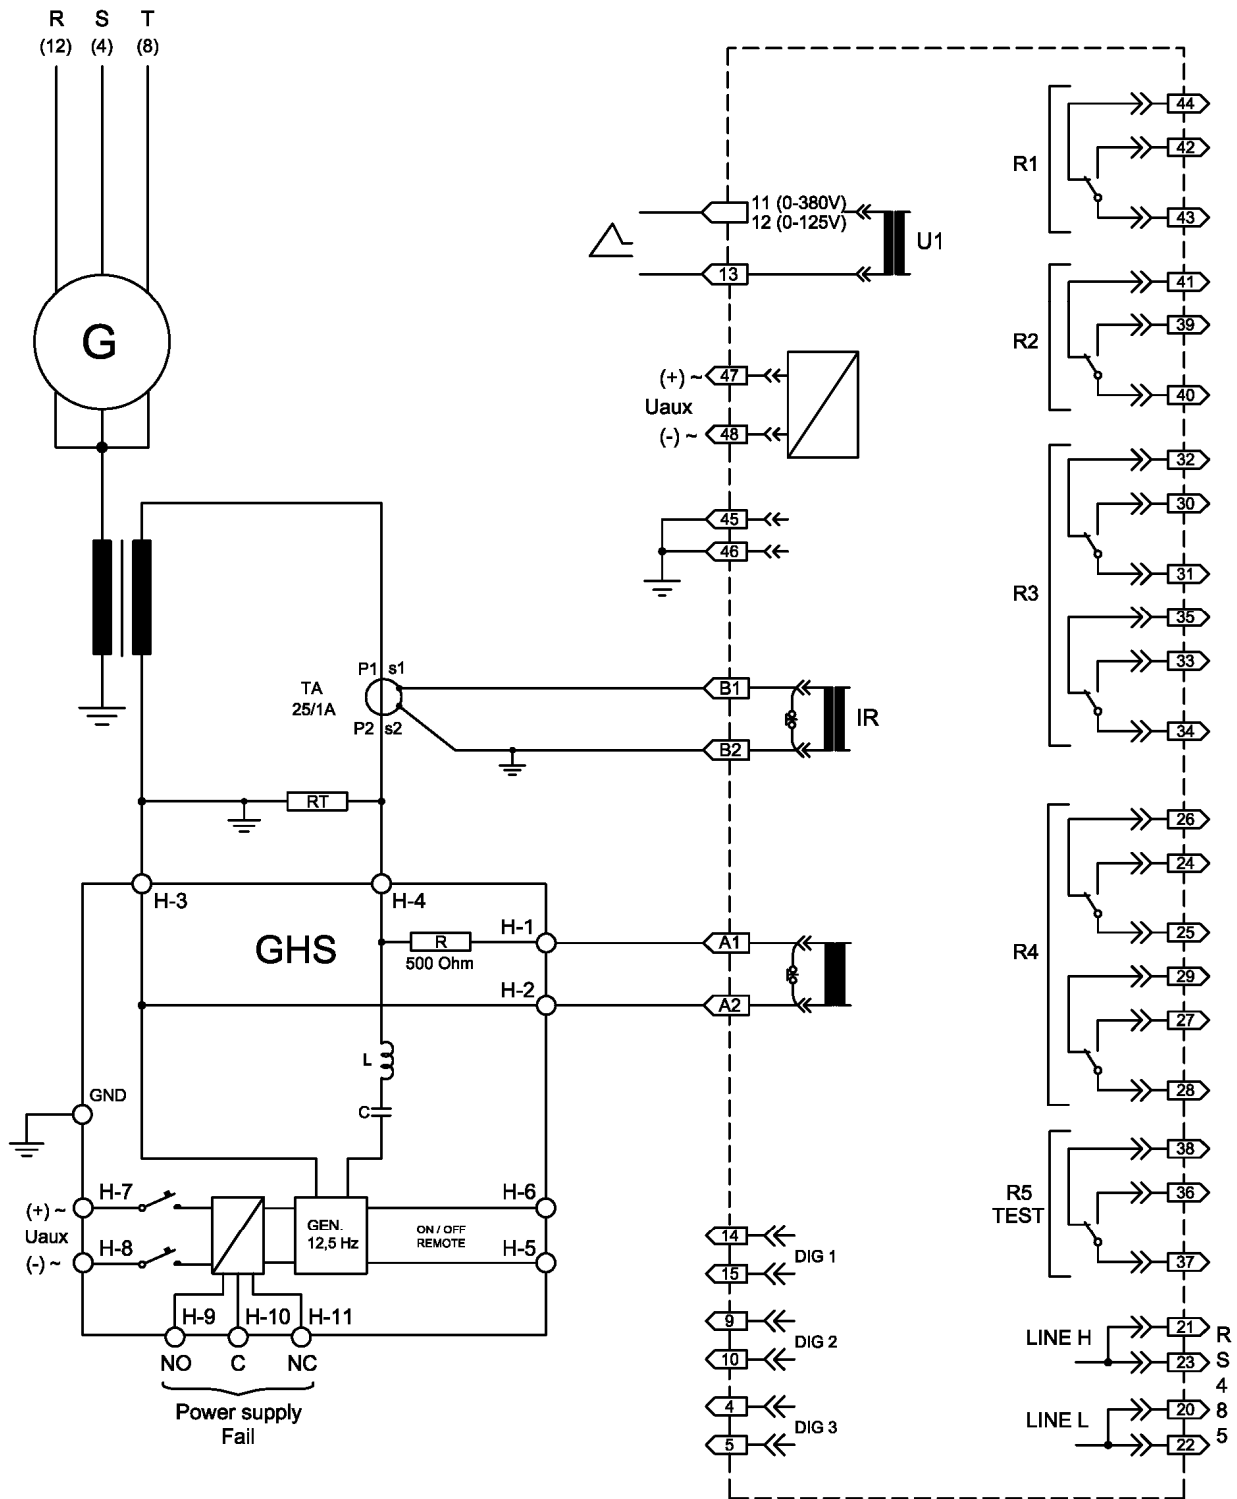 R S T
(12) (4) (8)
G
11 (0-380V)
12 (0-125V)
U1
13
(+) ~ 47
Uaux
(-) ~ 48
45
46
P1 s1
TA
25/1A
P2 s2
B1
IR
B2
RT
H-3
H-4
GHS
H-1
R
500 Ohm
A1
H-2
A2
L
C
GND
H-7
(+) ~
Uaux
H-8
(-) ~
GEN.
12,5 Hz
ON / OFF
REMOTE
H-6
H-5
H-9 H-10 H-11
NO C NC
Power supply
Fail
14
DIG 1
15
9
DIG 2
10
4
DIG 3
5
44
42
R1
43
41
39
R2
40
32
30
31
R3
35
33
34
26
24
25
R4
29
27
28
38
R5
TEST
36
37
LINE H
21
23
LINE L
20
22
R
S
4
8
5